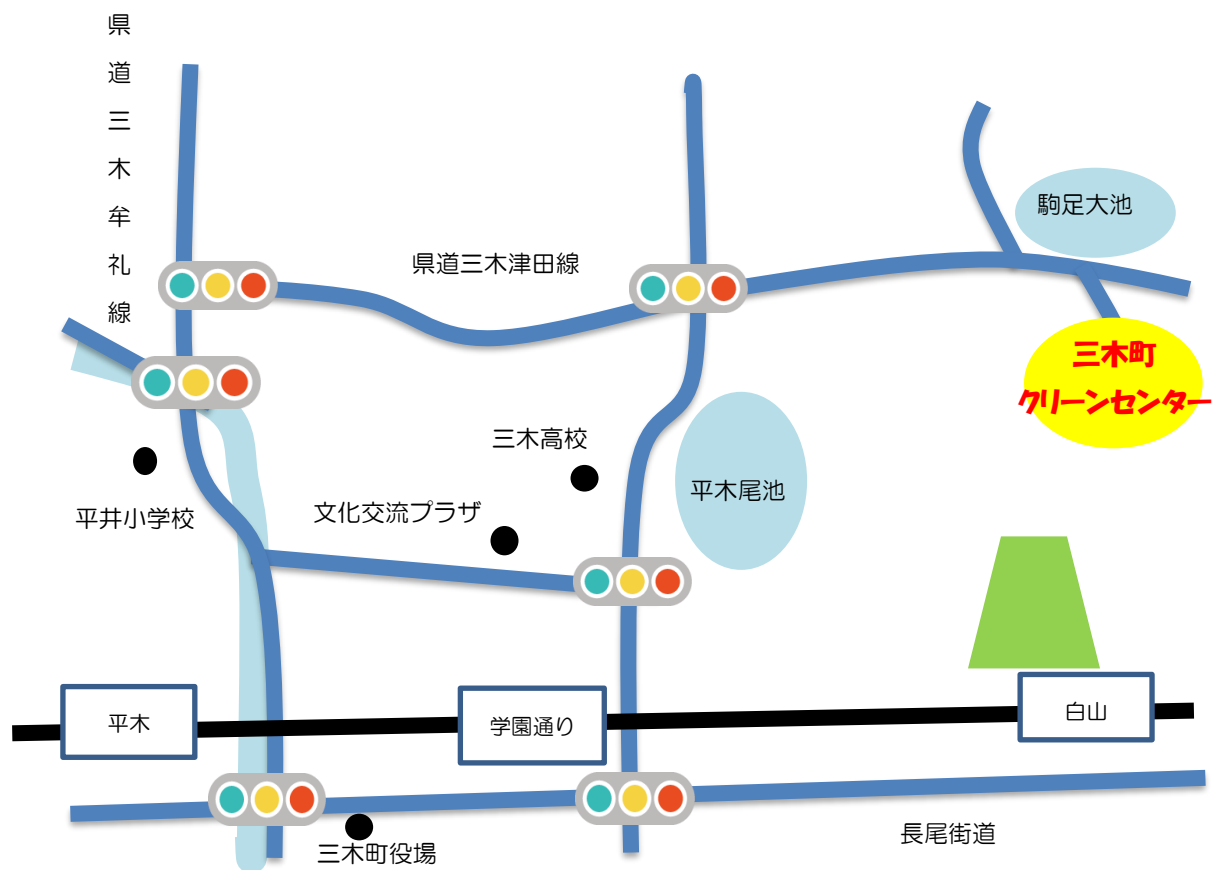 県道三木牟礼線
駒足大池
県道三木津田線
三木町
クリーンセンター
三木高校
平木尾池
文化交流プラザ
平井小学校
平木
学園通り
白山
長尾街道
三木町役場